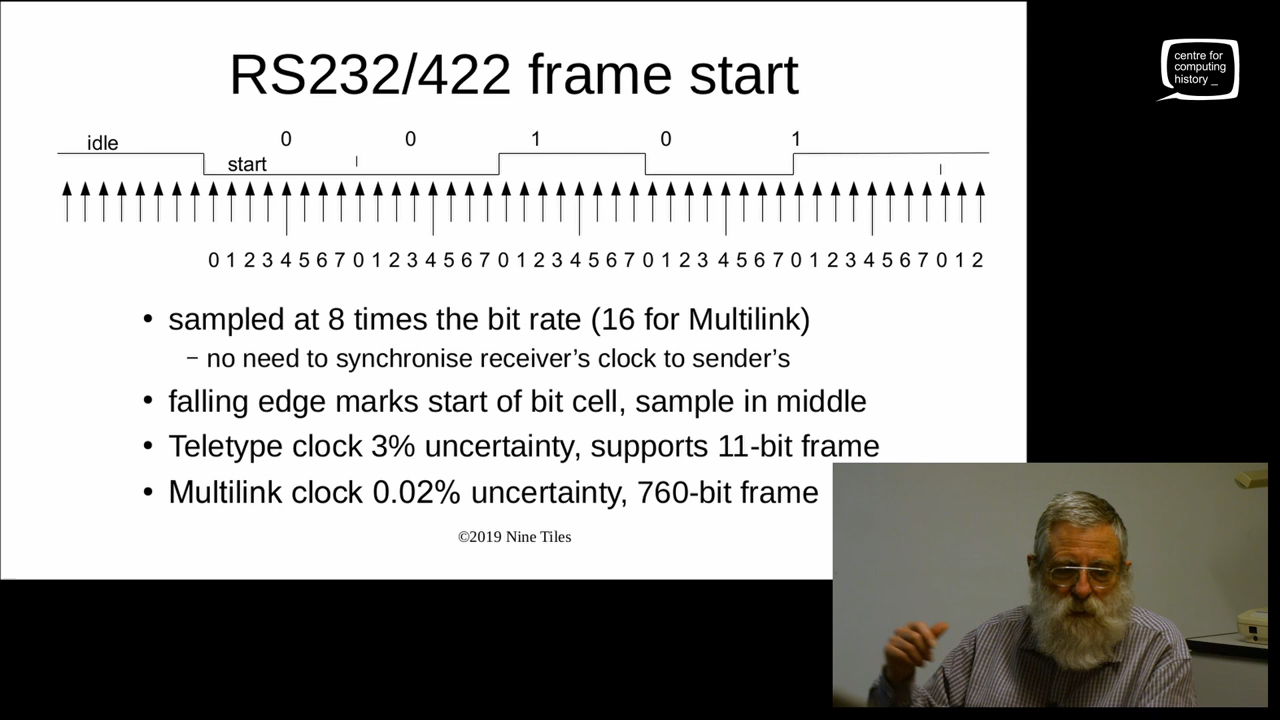 RS232/422 frame start
centre for
computing
history _
idle start 0 0 1 0 1
0 1 2 3 4 5 6 7 0 1 2 3 4 5 6 7 0 1 2 3 4 5 6 7 0 1 2 3 4 5 6 7 0 1 2 3 4 5 6 7 0 1 2
• sampled at 8 times the bit rate (16 for Multilink)
– no need to synchronise receiver’s clock to sender’s
• falling edge marks start of bit cell, sample in middle
• Teletype clock 3% uncertainty, supports 11-bit frame
• Multilink clock 0.02% uncertainty, 760-bit frame
©2019 Nine Tiles